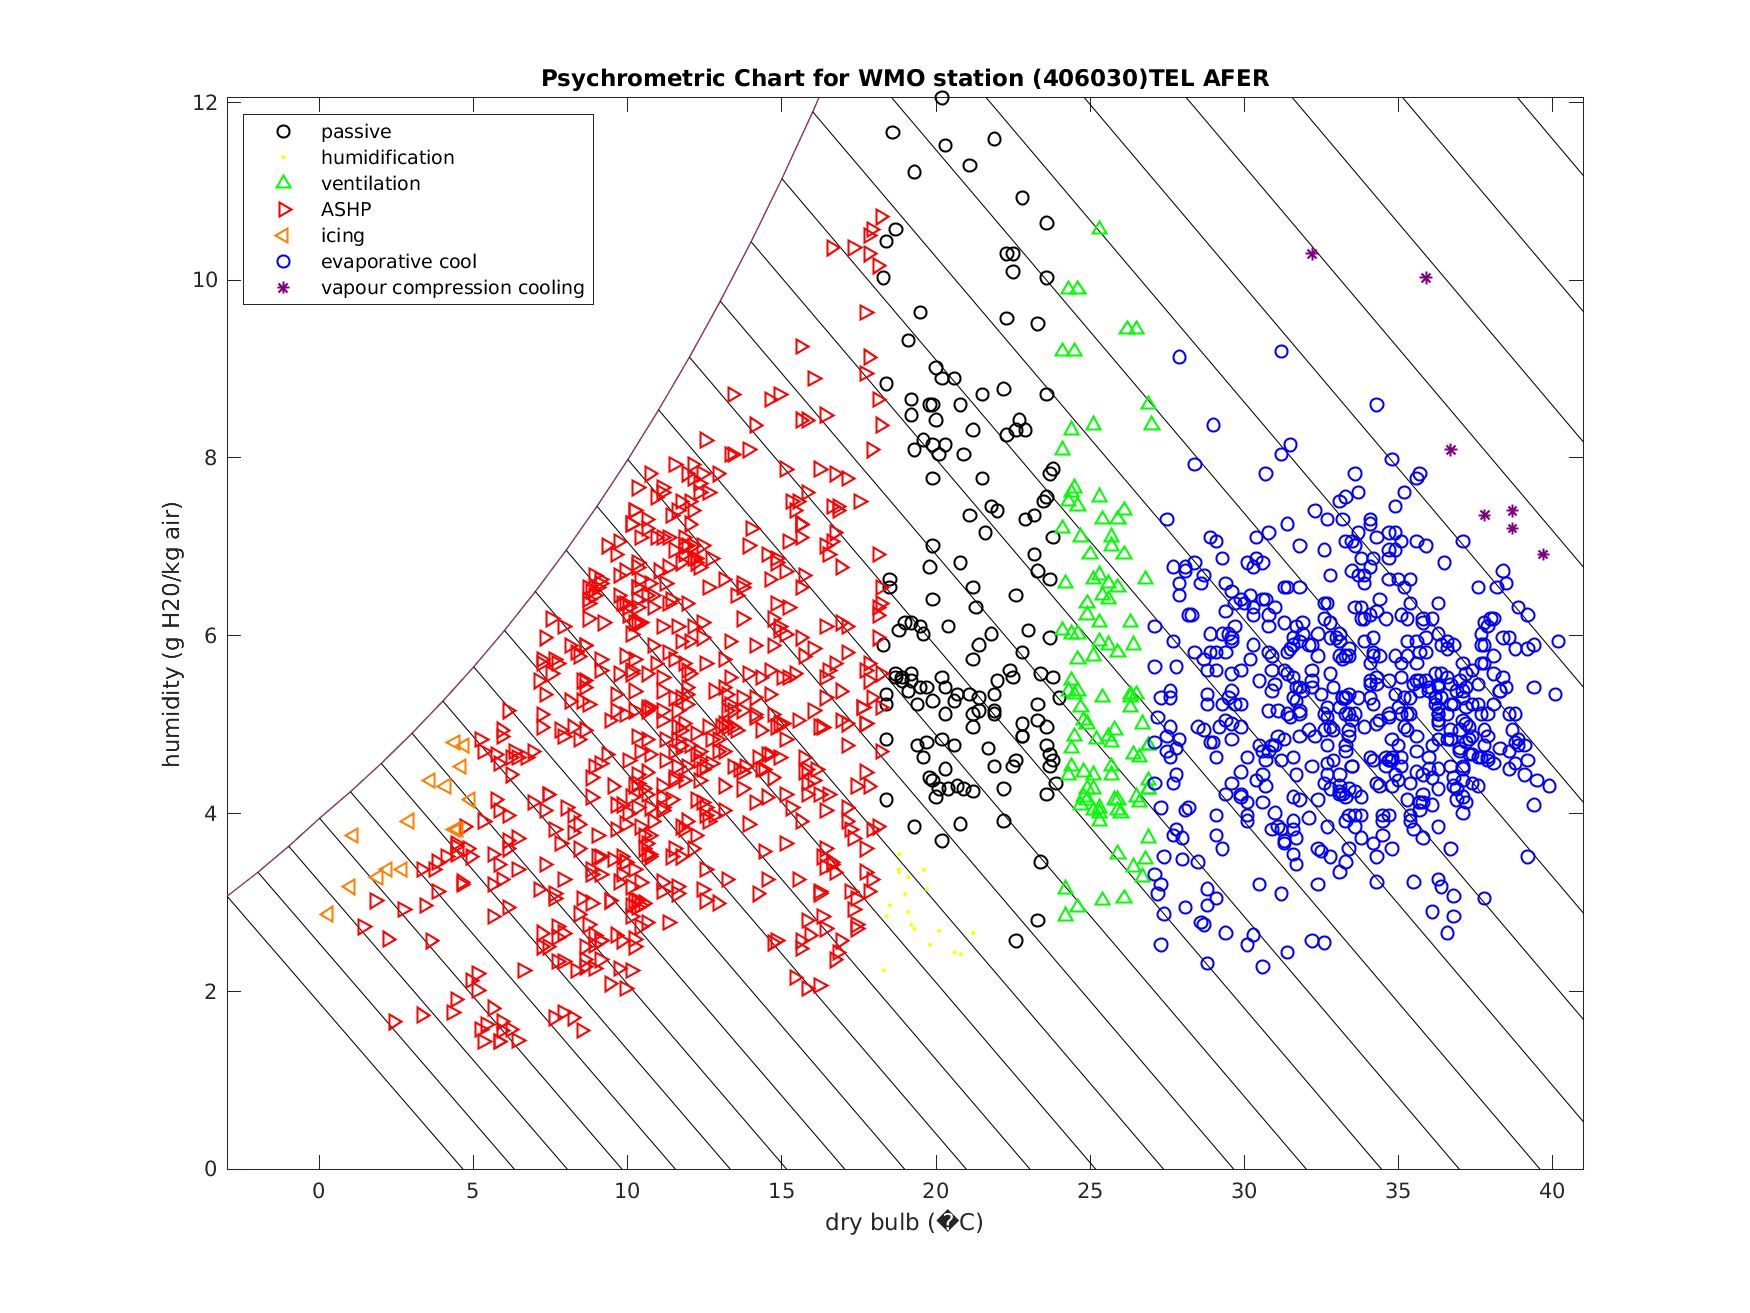 Psychrometric Chart for WMO station (406030)TEL AFER
passive
humidification
ventilation
ASHP
icing
evaporative cool
vapour compression cooling
humidity (g H20/kg air)
12
10
8
6
4
2
0
0 5 10 15 20 25 30 35 40
dry bulb (�C)